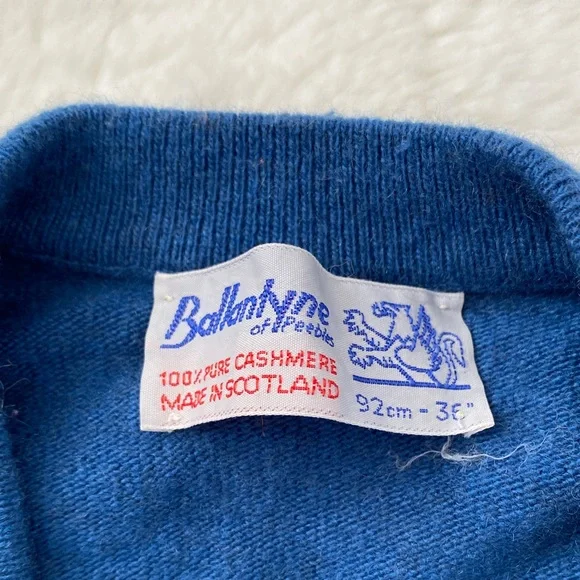 Ballantyne
of Peebles
100% PURE CASHMERE
MADE IN SCOTLAND
92cm - 36"